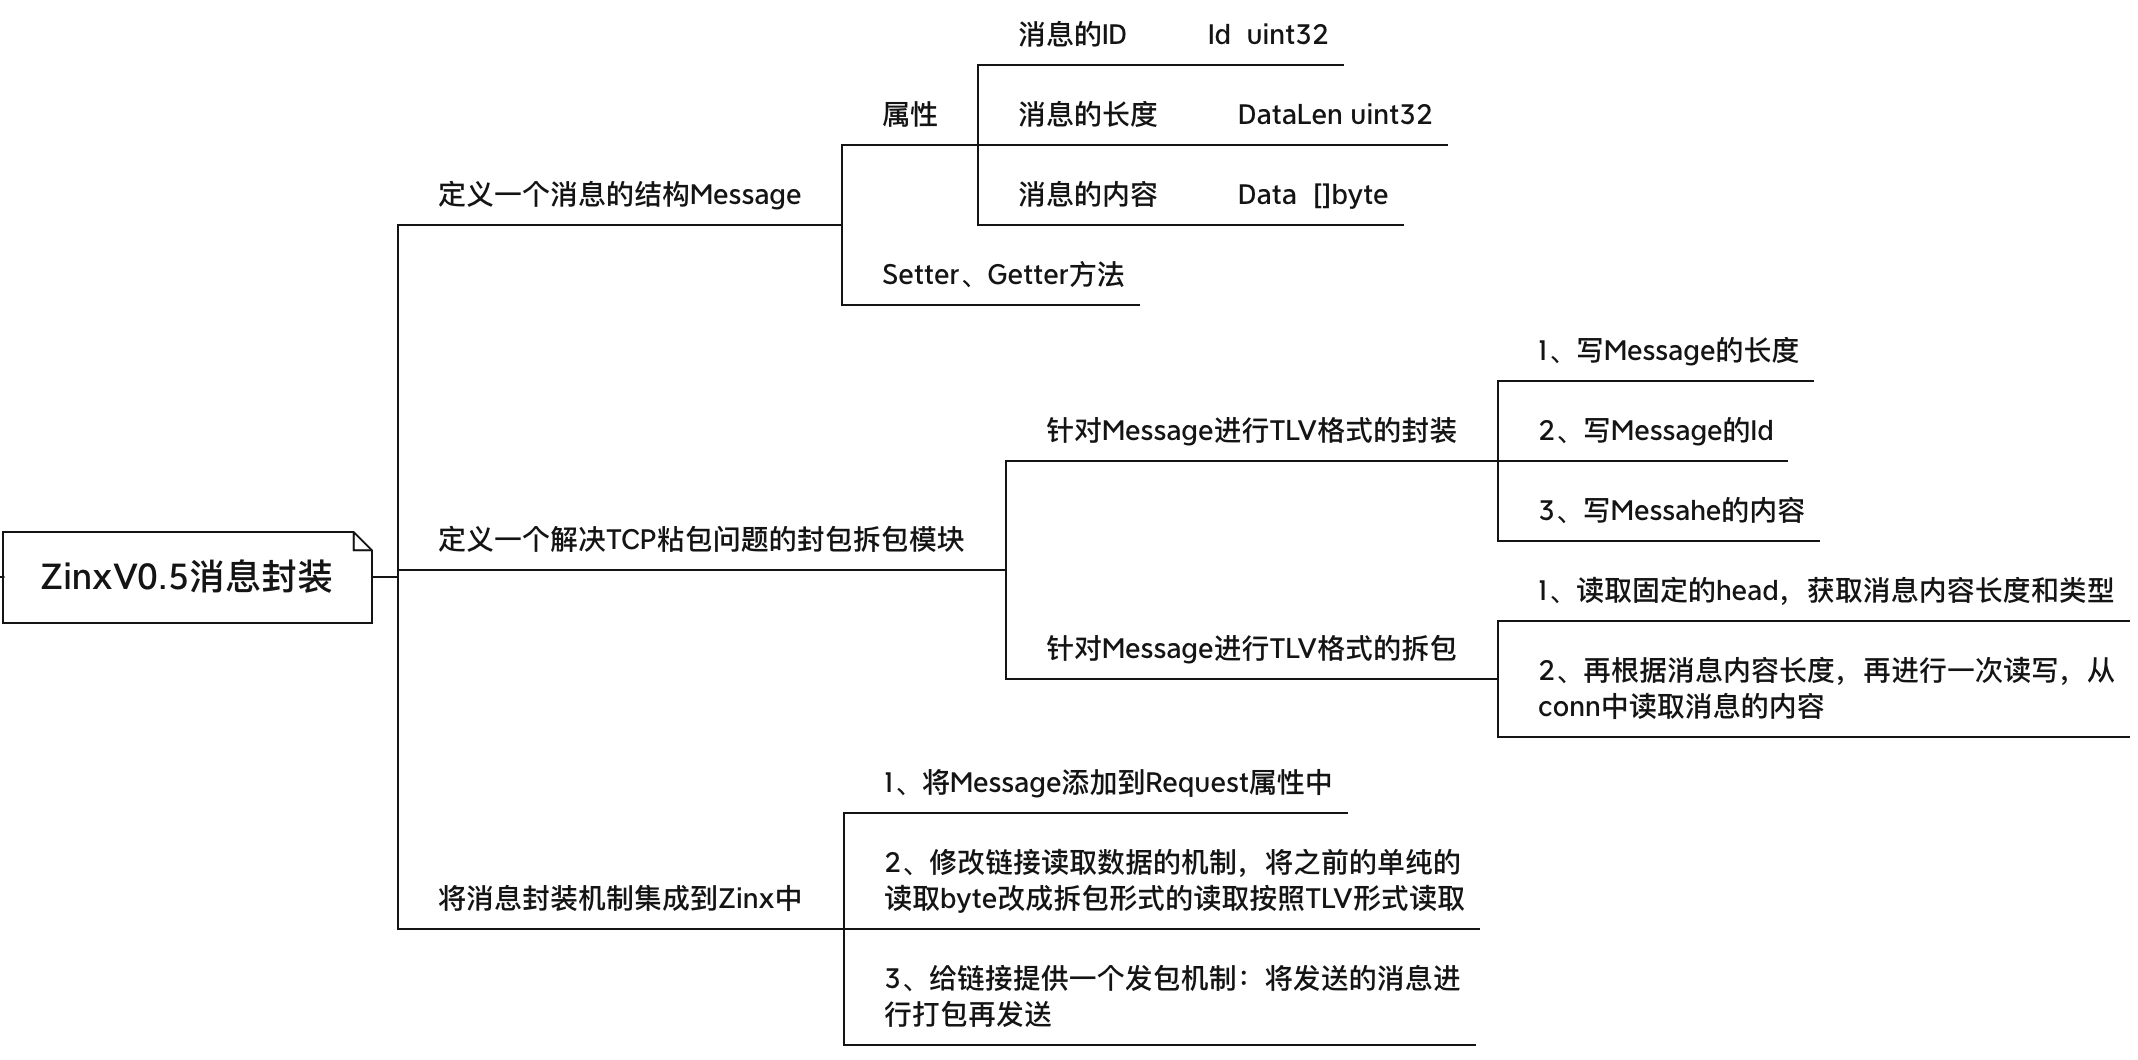 ZinxV0.5消息封装
定义一个消息的结构Message
属性
消息的ID Id uint32
消息的长度 DataLen uint32
消息的内容 Data []byte
Setter、Getter方法
定义一个解决TCP粘包问题的封包拆包模块
针对Message进行TLV格式的封装
1、写Message的长度
2、写Message的Id
3、写Messahe的内容
针对Message进行TLV格式的拆包
1、读取固定的head，获取消息内容长度和类型
2、再根据消息内容长度，再进行一次读写，从
conn中读取消息的内容
将消息封装机制集成到Zinx中
1、将Message添加到Request属性中
2、修改链接读取数据的机制，将之前的单纯的
读取byte改成拆包形式的读取按照TLV形式读取
3、给链接提供一个发包机制：将发送的消息进
行打包再发送